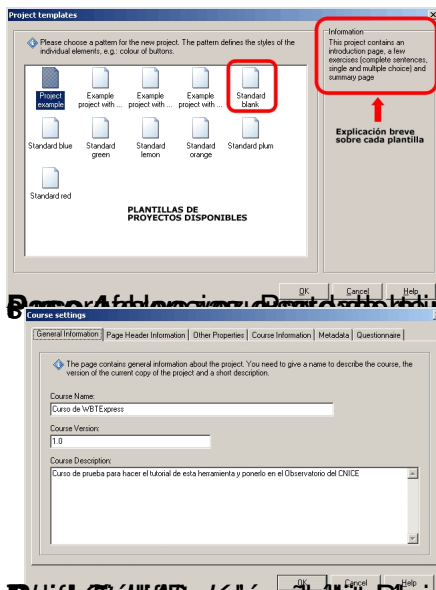 Project templates
Please choose a pattern for the new project. The pattern defines the styles of the
individual elements, e.g.: colour of buttons.
Information
This project contains an
introduction page, a few
exercises (complete sentences,
single and multiple choice) and
summary page
Project example
Example project with ...
Example project with ...
Example project with ...
Standard blank
Explicación breve
sobre cada plantilla
Standard blue
Standard green
Standard lemon
Standard orange
Standard plum
Standard red
PLANTILLAS DE
PROYECTOS DISPONIBLES
OK Cancel Help
Course settings
General Information Page Header Information Other Properties Course Information Metadata Questionnaire
The page contains general information about the project. You need to give a name to describe the course, the
version of the current copy of the project and a short description.
Course Name:
Curso de WBTExpress
Course Version:
1.0
Course Description:
Curso de prueba para hacer el tutorial de esta herramienta y ponerlo en el Observatorio del CNICE
OK Cancel Help